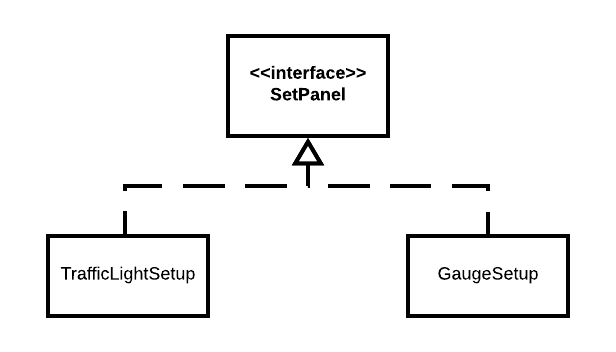 <<interface>>
SetPanel
TrafficLightSetup
GaugeSetup